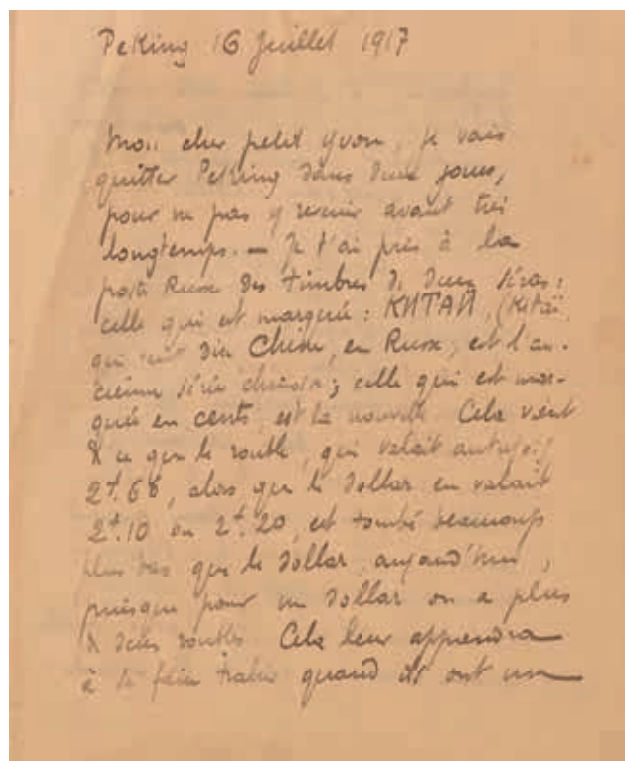 Peking 16 Juillet 1917
Mon cher petit Yvon, je vais
quitter Peking dans deux jours,
pour ne pas y revenir avant très
longtemps. — Je t'ai pris à la
poste Russe des timbres de deux séries :
celle qui est marquée : КИТАЙ, (Kitaï
qui veut dire Chine, en Russe, est l'an-
cienne série chinoise ; celle qui est mar-
quée en cents, est la nouvelle. Cela vient
de ce que le rouble, qui valait autrefois
2f.68, alors que le dollar en valait
2f.10 ou 2f.20, est tombé beaucoup
plus bas que le dollar, aujourd'hui,
puisque pour un dollar on a plus
de deux roubles. Cela leur apprendra
à se faire quand ils ont un